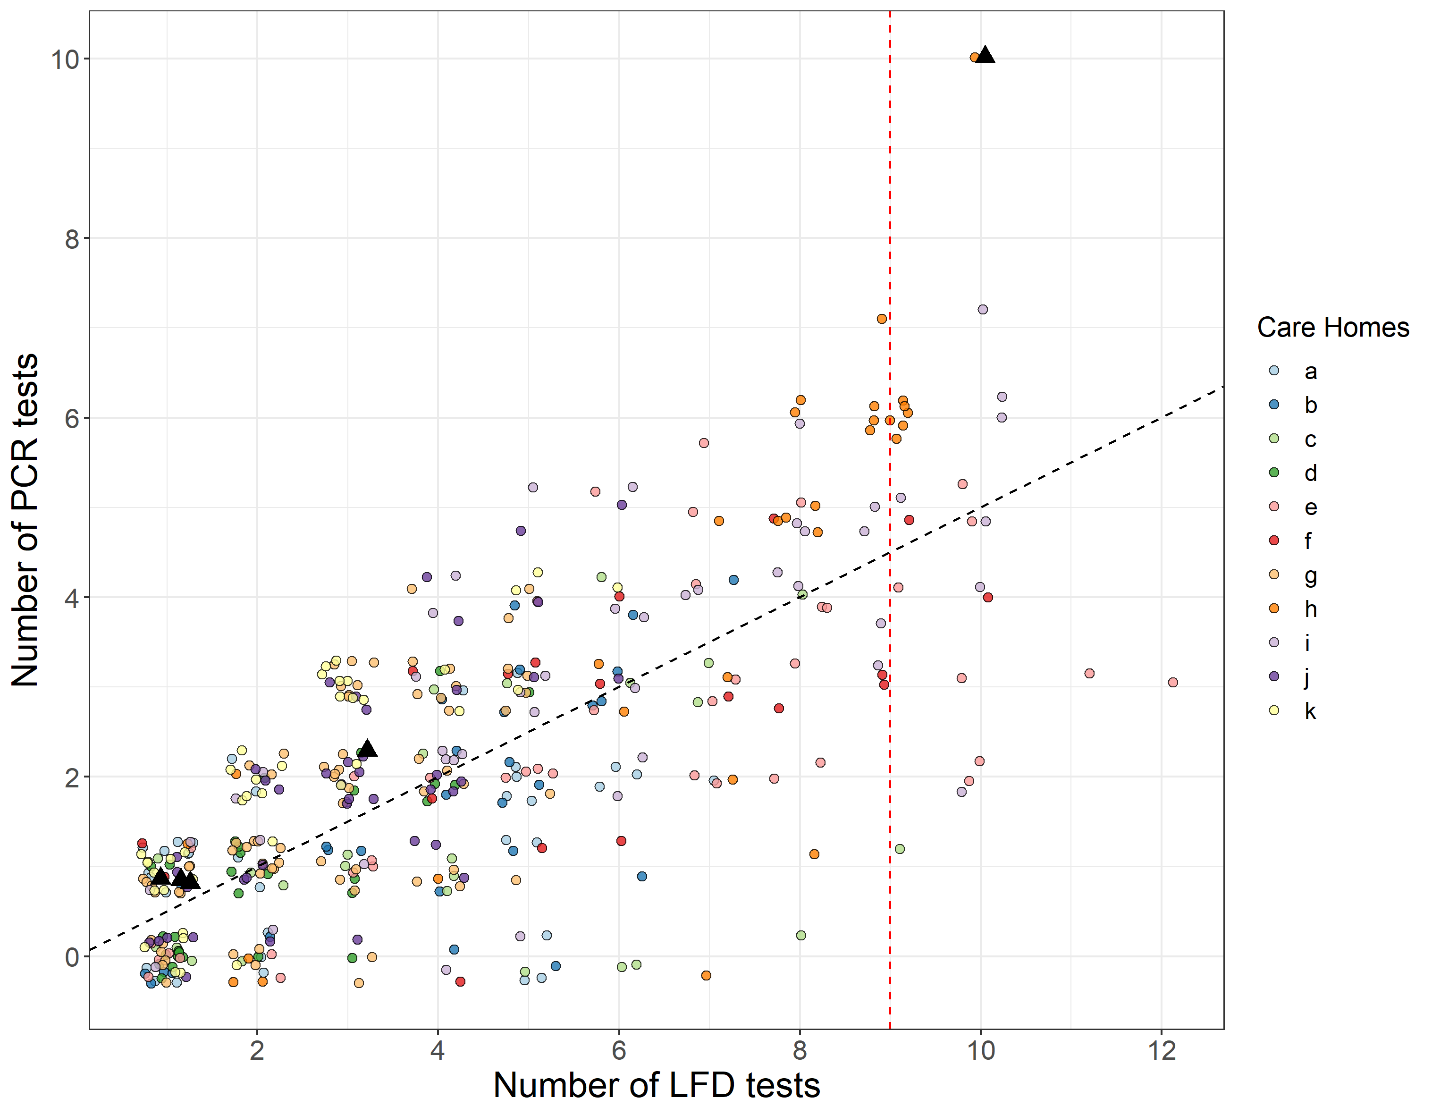 Number of PCR tests
10
8
6
4
2
0
2 4 6 8 10 12
Number of LFD tests
Care Homes
a
b
c
d
e
f
g
h
i
j
k